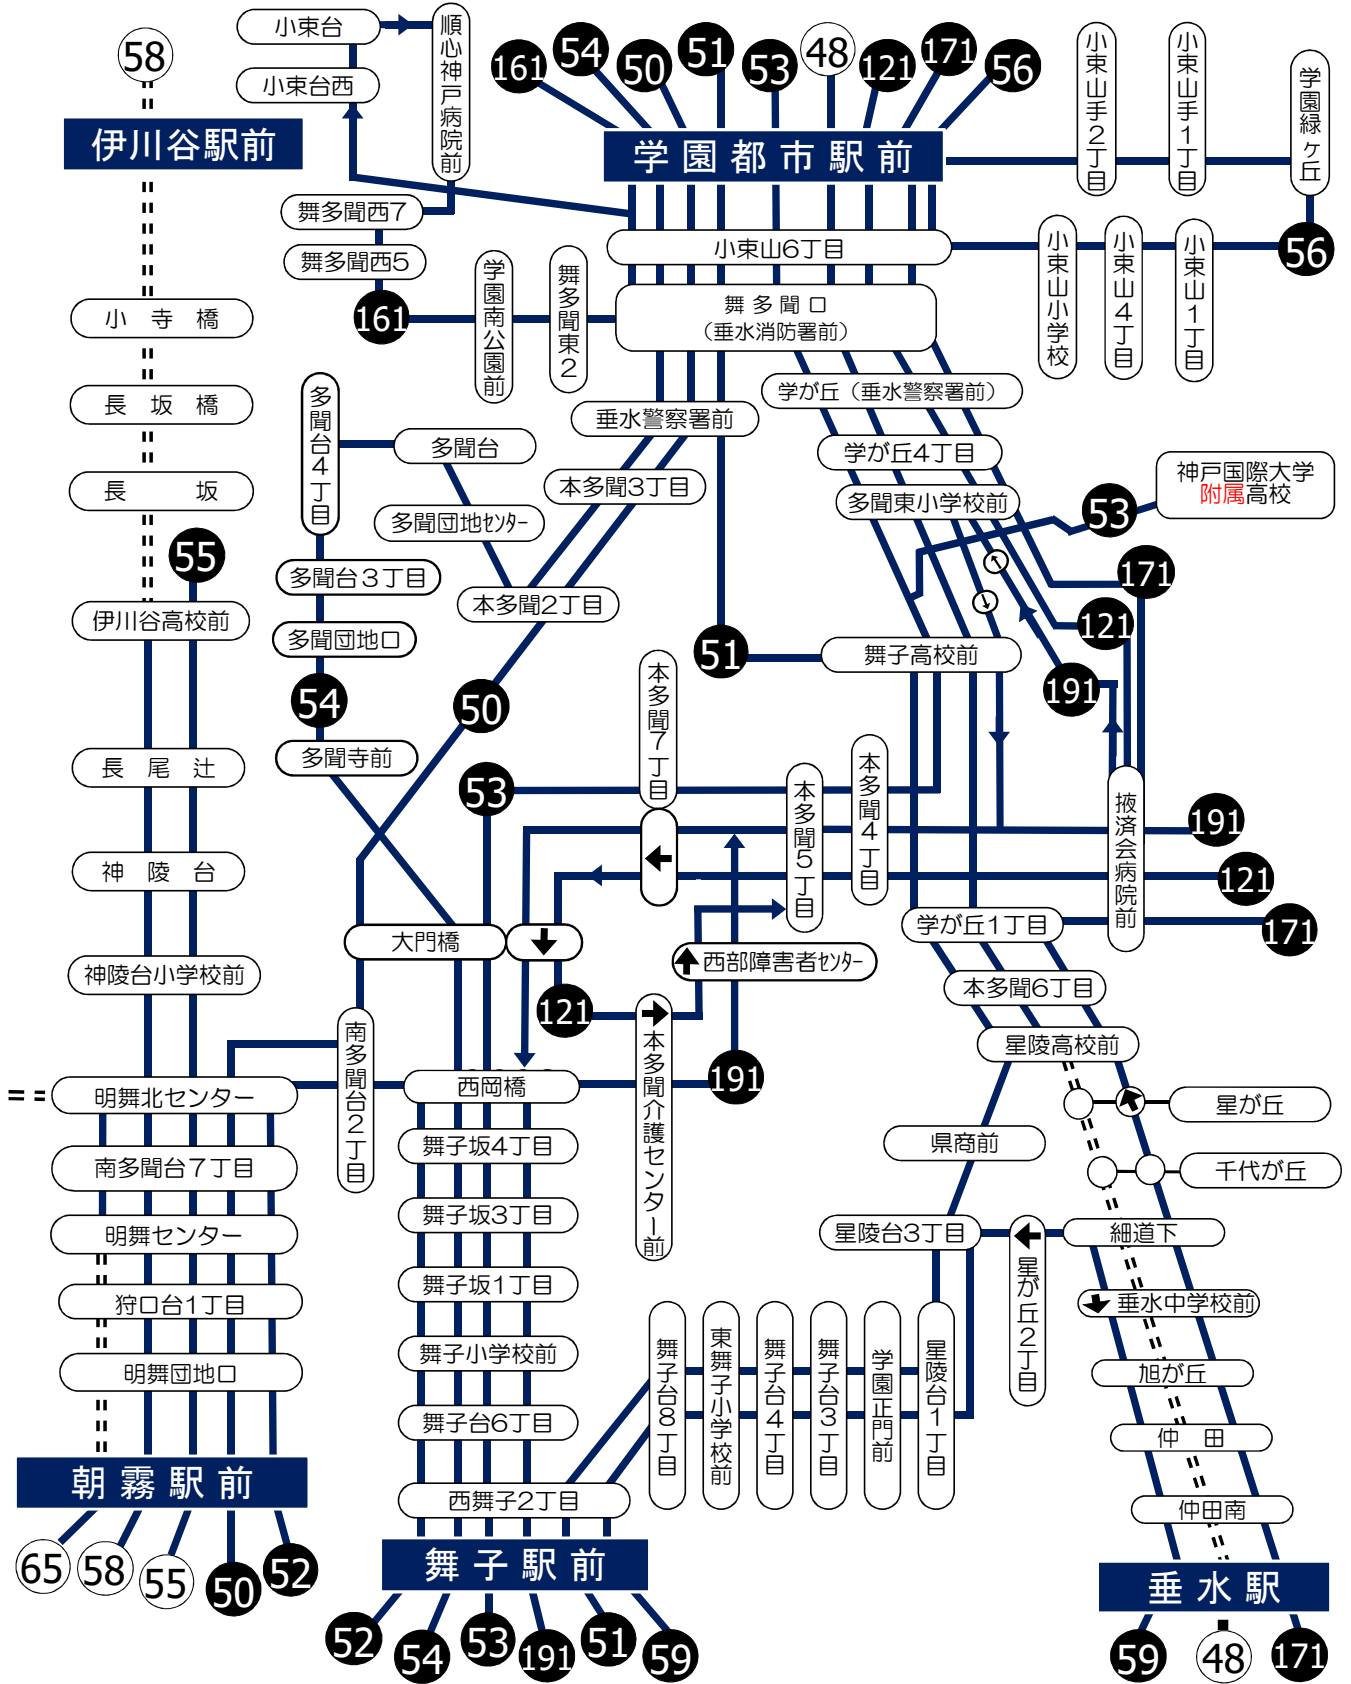 58
伊川谷駅前
小寺橋
長坂橋
長坂
55
伊川谷高校前
長尾辻
神陵台
神陵台小学校前
明舞北センター
南多聞台7丁目
明舞センター
狩口台1丁目
明舞団地口
朝霧駅前
65
58
55
50
52
小束台
小束台西
順心神戸病院前
舞多聞西7
舞多聞西5
161
学園南公園前
舞多聞東2
161
54
50
51
53
48
121
171
56
学園都市駅前
小束山手2丁目
小束山手1丁目
学園緑ヶ丘
小束山6丁目
小束山小学校
小束山4丁目
小束山1丁目
56
舞多聞口
(垂水消防署前)
垂水警察署前
学が丘（垂水警察署前）
多聞台4丁目
多聞台
多聞団地センター
本多聞3丁目
本多聞2丁目
多聞台3丁目
多聞団地口
54
多聞寺前
50
51
学が丘4丁目
多聞東小学校前
神戸国際大学
附属高校
53
171
121
191
舞子高校前
本多聞7丁目
53
本多聞5丁目
本多聞4丁目
掖済会病院前
191
121
171
大門橋
121
西部障害者センター
本多聞介護センター前
191
学が丘1丁目
本多聞6丁目
星陵高校前
南多聞台2丁目
西岡橋
舞子坂4丁目
舞子坂3丁目
舞子坂1丁目
舞子小学校前
舞子台6丁目
西舞子2丁目
舞子駅前
52
54
53
191
51
59
県商前
星陵台3丁目
星が丘2丁目
細道下
星が丘
千代が丘
舞子台8丁目
東舞子小学校前
舞子台4丁目
舞子台3丁目
学園正門前
星陵台1丁目
垂水中学校前
旭が丘
仲田
仲田南
垂水駅
59
48
171